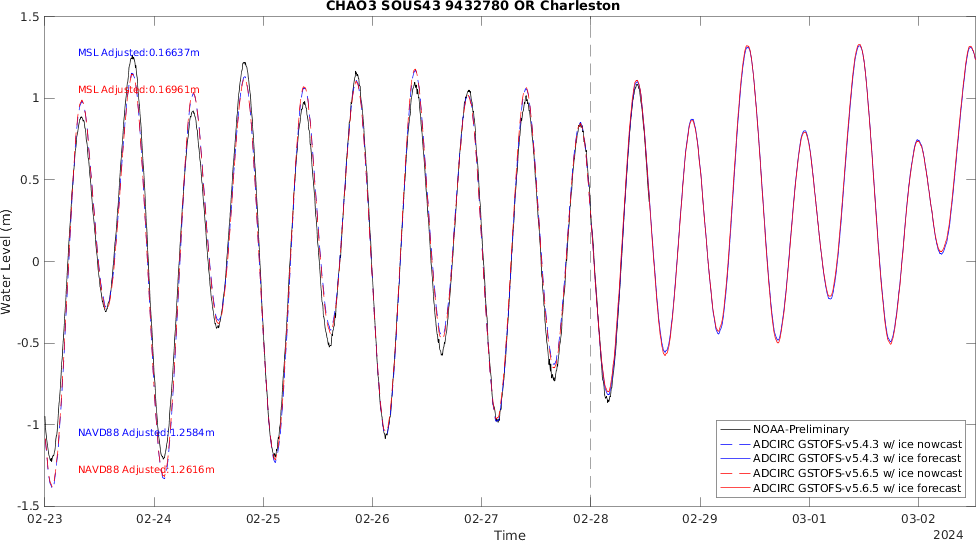 CHAO3 SOUS43 9432780 OR Charleston
1.5
1
0.5
0
-0.5
-1
-1.5
Water Level (m)
MSL Adjusted:0.16637m
MSL Adjusted:0.16961m
NAVD88 Adjusted:1.2584m
NAVD88 Adjusted:1.2616m
NOAA-Preliminary
ADCIRC GSTOFS-v5.4.3 w/ ice nowcast
ADCIRC GSTOFS-v5.4.3 w/ ice forecast
ADCIRC GSTOFS-v5.6.5 w/ ice nowcast
ADCIRC GSTOFS-v5.6.5 w/ ice forecast
02-23 02-24 02-25 02-26 02-27 02-28 02-29 03-01 03-02
Time
2024